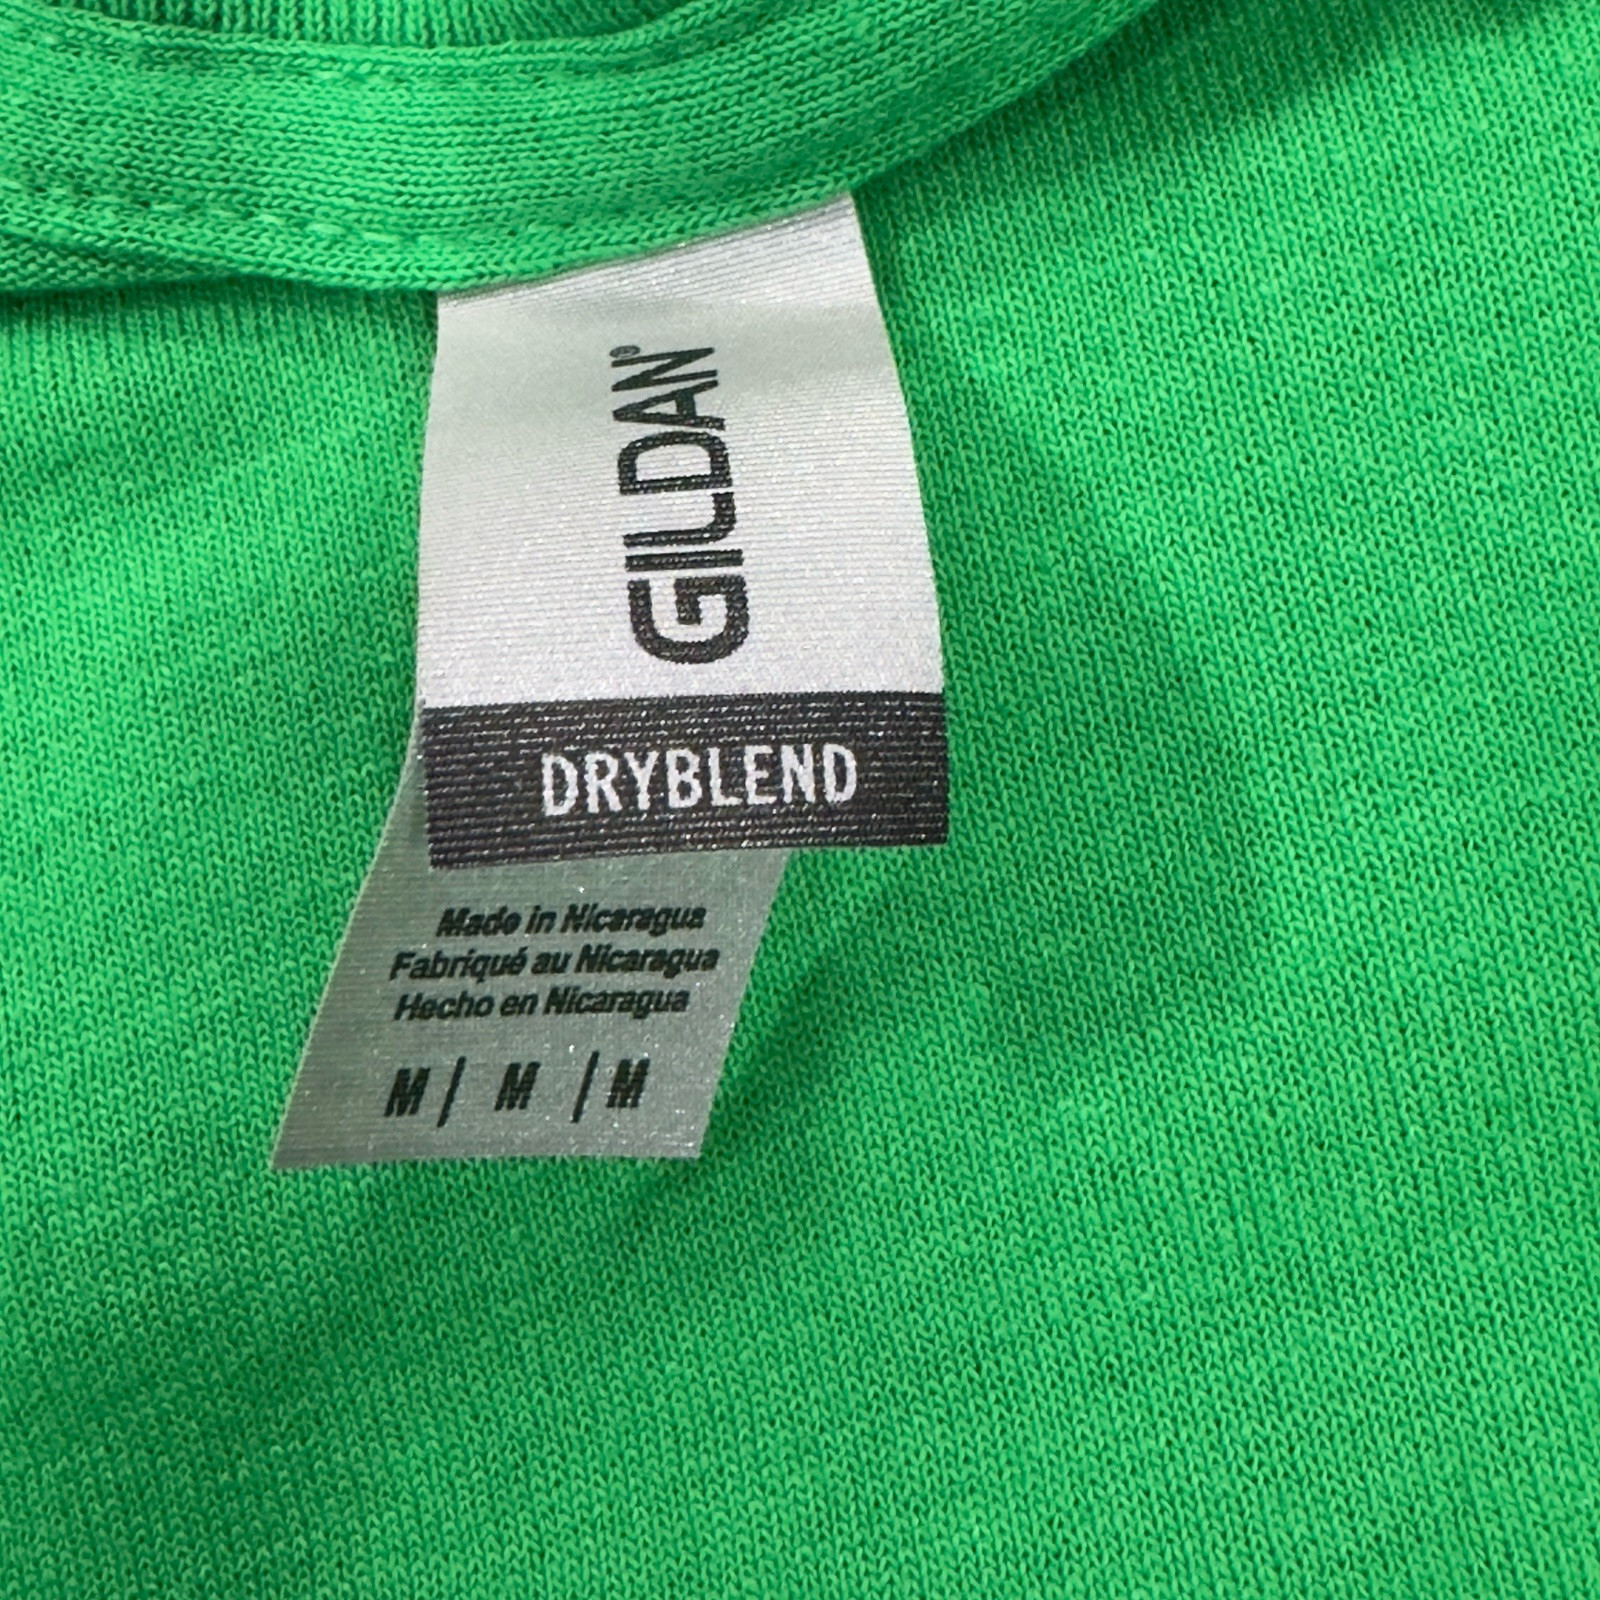 GILDAN®
DRYBLEND
Made in Nicaragua
Fabriqué au Nicaragua
Hecho en Nicaragua
M / M / M